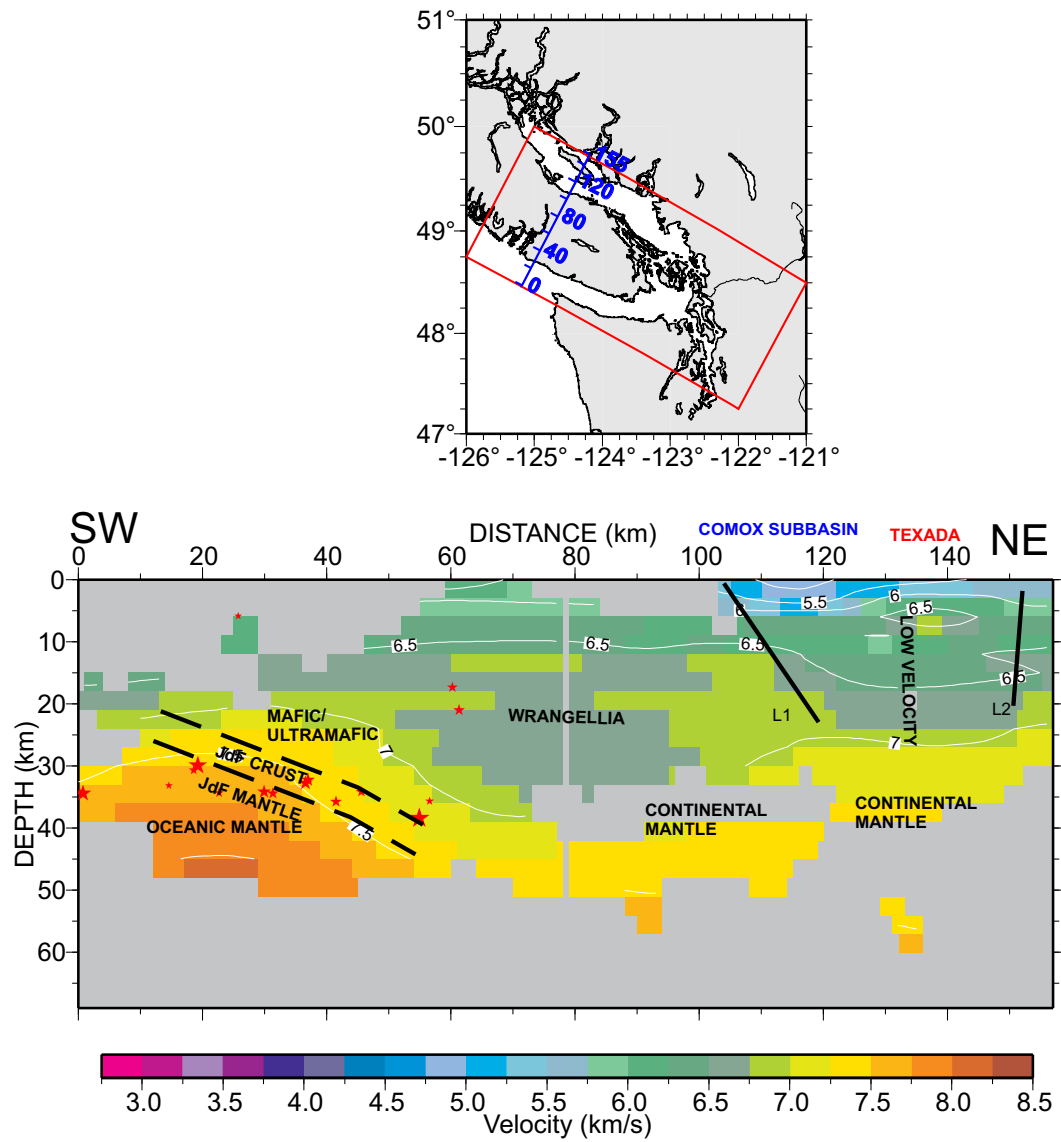 51°
50°
49°
48°
47°
-126° -125° -124° -123° -122° -121°
155
120
80
40
0
SW
DISTANCE (km)
COMOX SUBBASIN
TEXADA
NE
0 20 40 60 80 100 120 140
DEPTH (km)
0
10
20
30
40
50
60
6
5.5
6
6.5
6.5
6.5
6.5
6.5
7
7
7.5
MAFIC/
ULTRAMAFIC
WRANGELLIA
LOW VELOCITY
L1
L2
JdF CRUST
JdF MANTLE
OCEANIC MANTLE
CONTINENTAL
MANTLE
CONTINENTAL
MANTLE
3.0 3.5 4.0 4.5 5.0 5.5 6.0 6.5 7.0 7.5 8.0 8.5
Velocity (km/s)